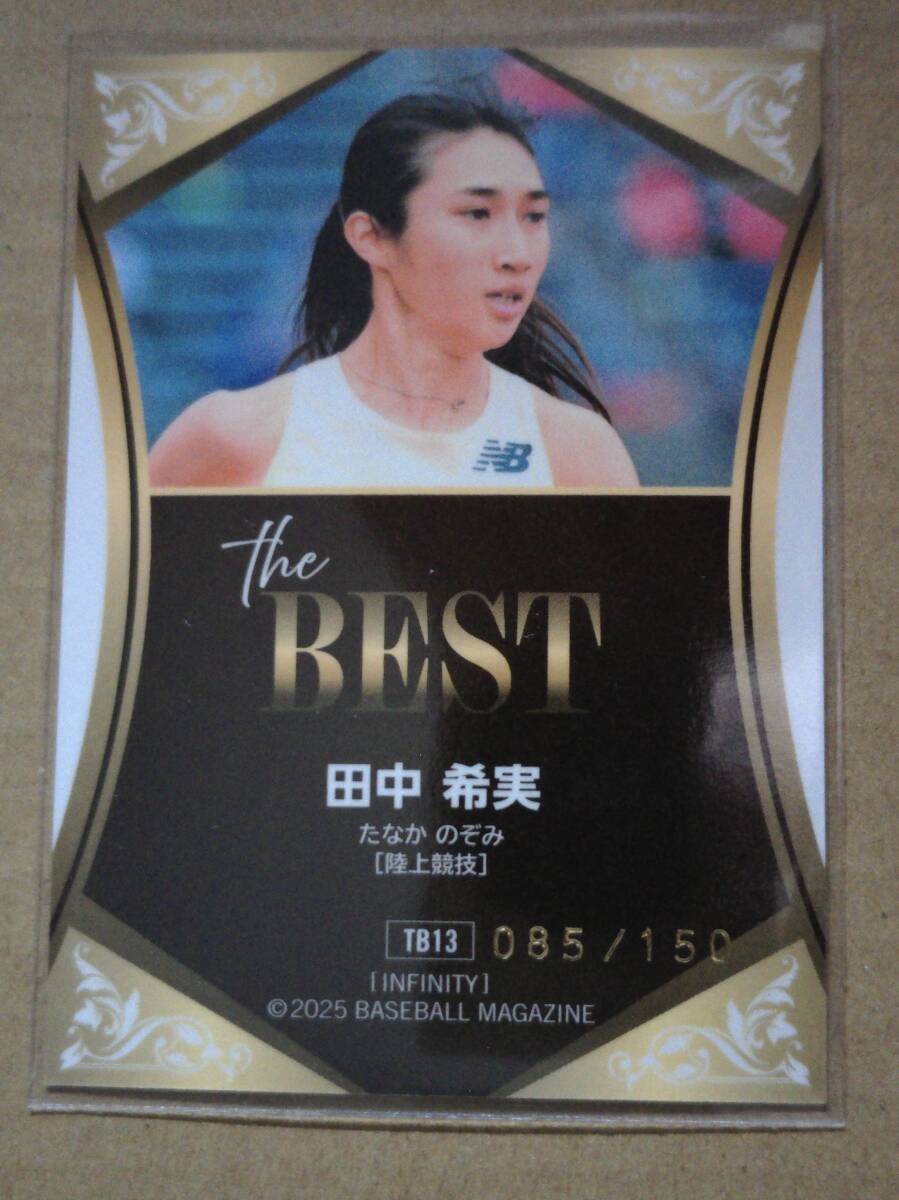 NB
the
BEST
田中 希実
たなか のぞみ
[陸上競技]
TB13 085/150
[INFINITY]
©2025 BASEBALL MAGAZINE